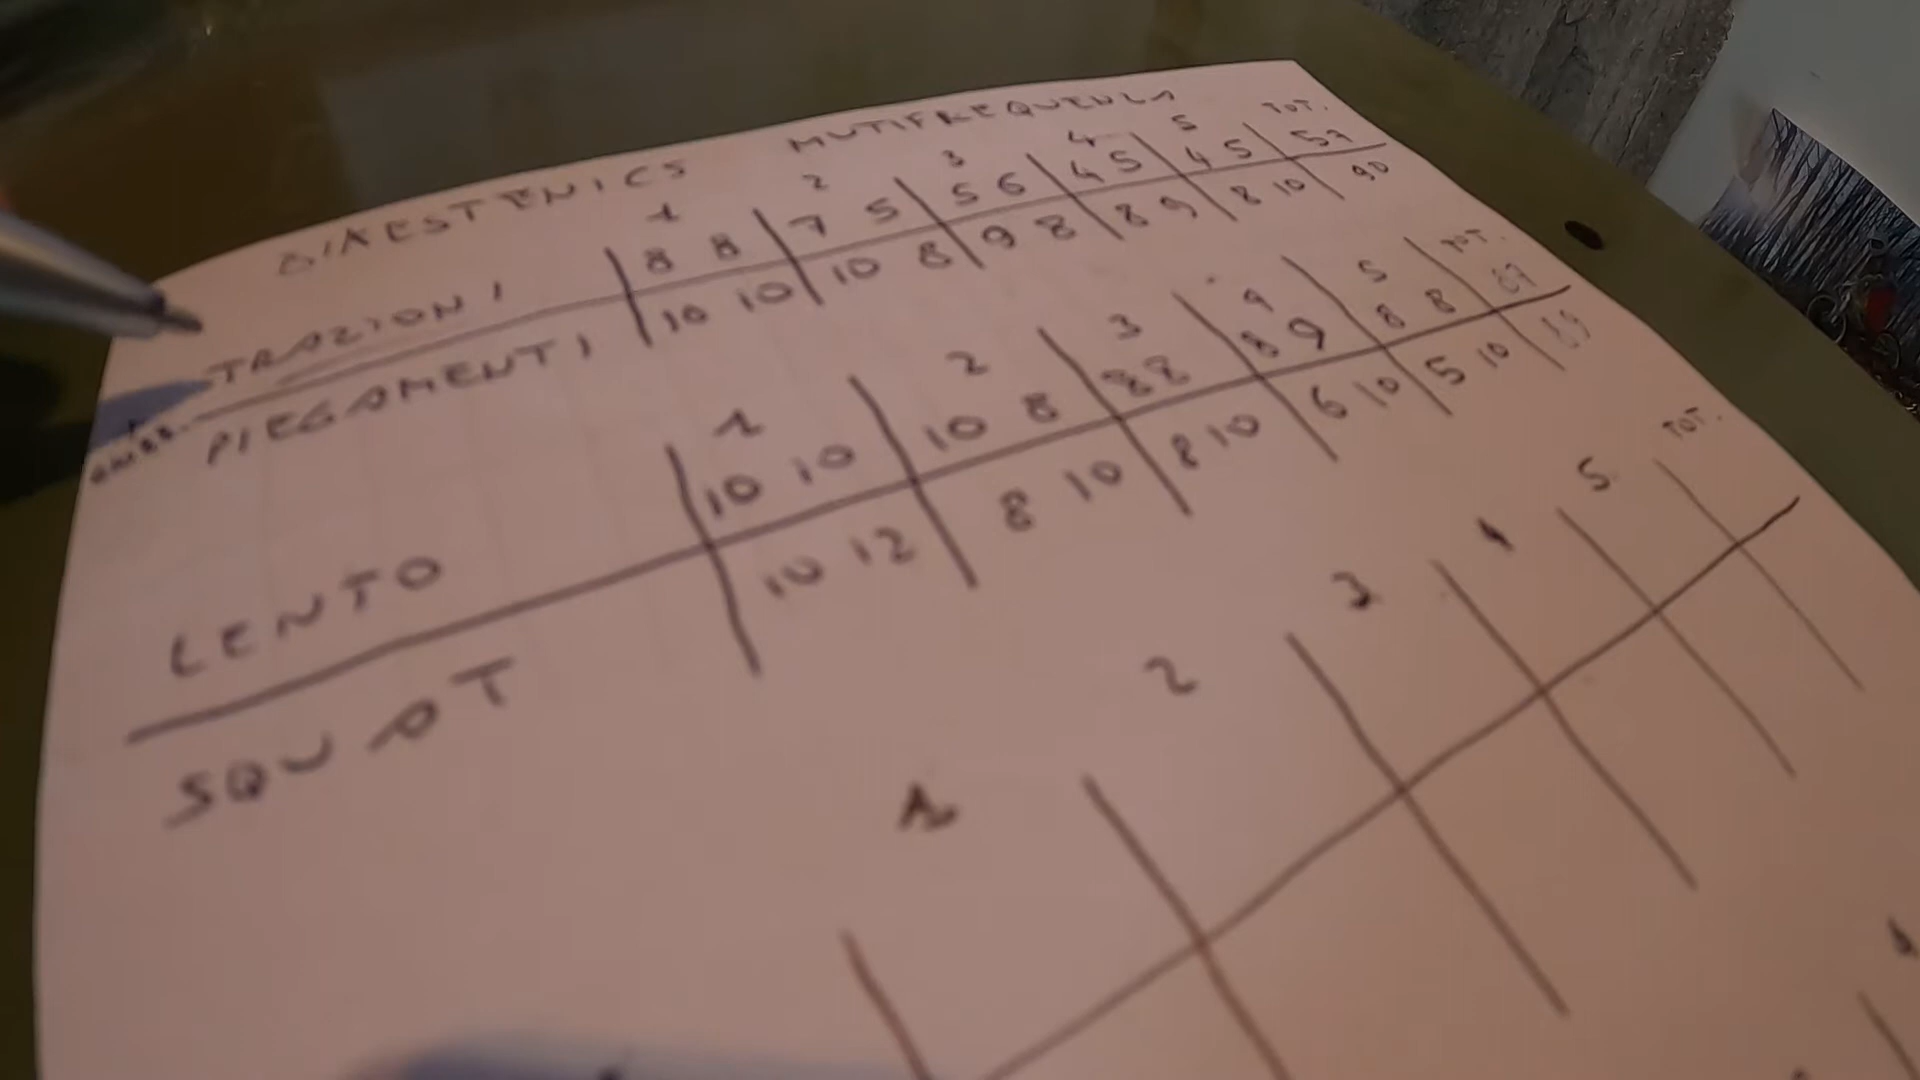 BIAESTENICS MUTIFREQUENZA
1 2 3 4 5 TOT.
TRAZIONI 8 8 7 5 5 6 4 5 4 5 57
PIEGAMENTI 10 10 10 8 9 8 8 9 8 10 90
1 2 3 4 5 TOT.
LENTO 10 10 10 8 8 8 8 9 8 8
SQUAT 10 12 8 10 8 10 6 10 5 10
1 2 3 4 5 TOT.